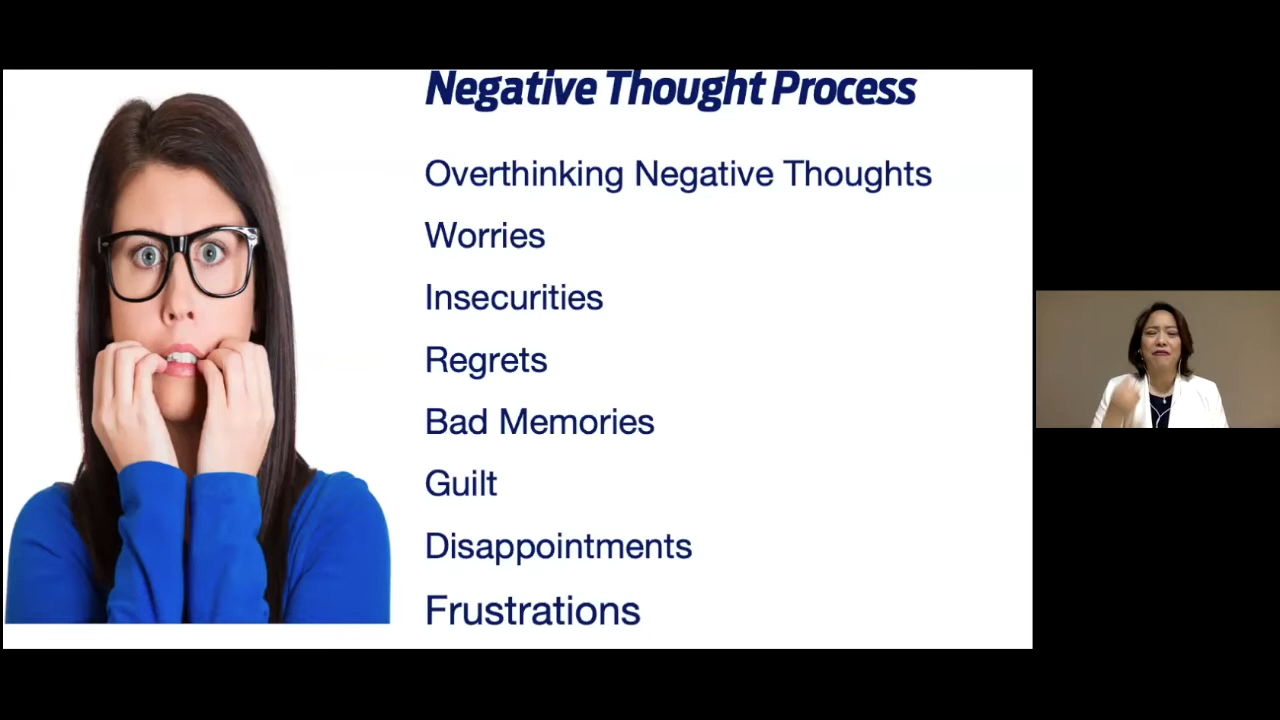 Negative Thought Process
Overthinking Negative Thoughts
Worries
Insecurities
Regrets
Bad Memories
Guilt
Disappointments
Frustrations